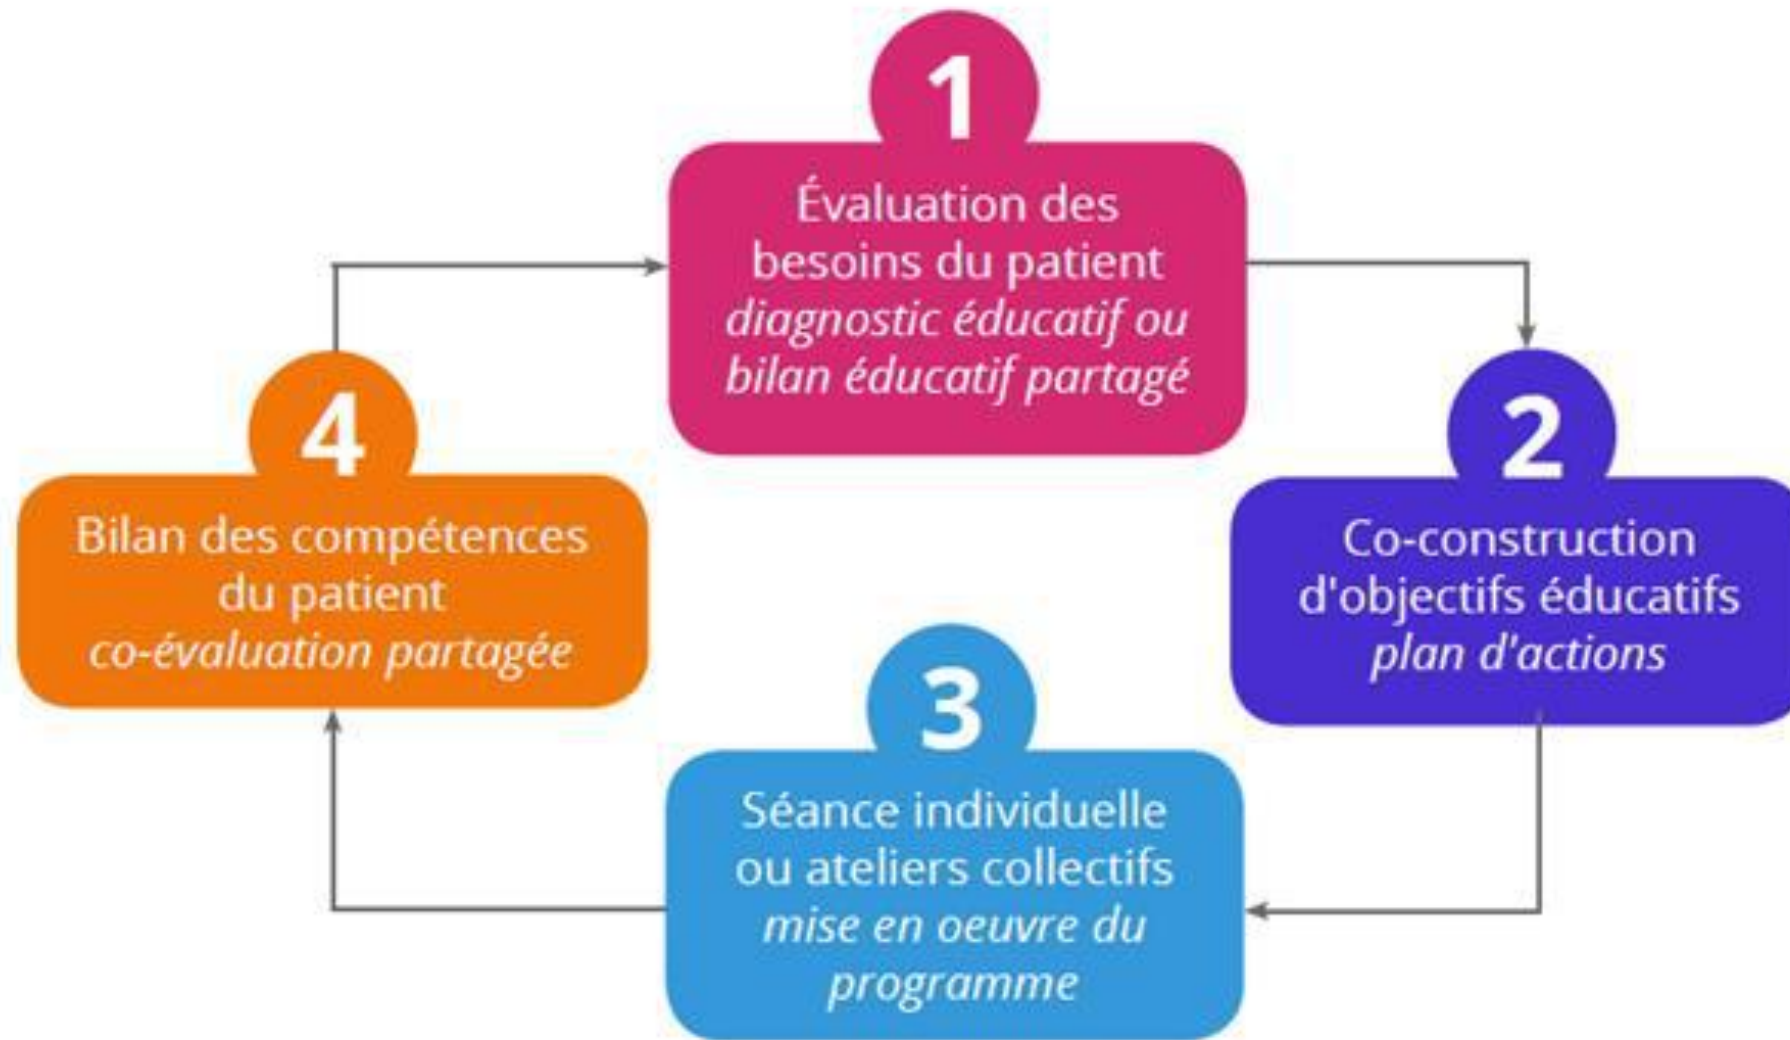 1
Évaluation des
besoins du patient
diagnostic éducatif ou
bilan éducatif partagé
2
Co-construction
d'objectifs éducatifs
plan d'actions
3
Séance individuelle
ou ateliers collectifs
mise en oeuvre du
programme
4
Bilan des compétences
du patient
co-évaluation partagée